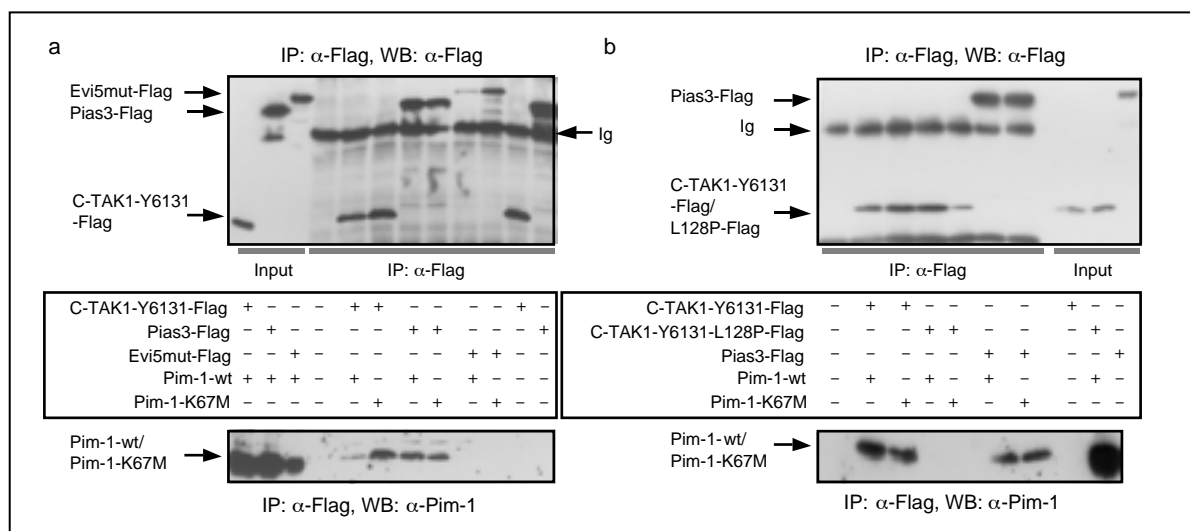 a
IP: α-Flag, WB: α-Flag
Evi5mut-Flag
Pias3-Flag
Ig
C-TAK1-Y6131
-Flag
Input
IP: α-Flag
C-TAK1-Y6131-Flag + – – – + + – – – – + –
Pias3-Flag – + – – – – + + – – – +
Evi5mut-Flag – – + – – – – – + + – –
Pim-1-wt + + + – + – + – + – – –
Pim-1-K67M – – – – – + – + – + – –
Pim-1-wt/
Pim-1-K67M
IP: α-Flag, WB: α-Pim-1
b
IP: α-Flag, WB: α-Flag
Pias3-Flag
Ig
C-TAK1-Y6131
-Flag/
L128P-Flag
IP: α-Flag
Input
C-TAK1-Y6131-Flag – + + – – – – + – –
C-TAK1-Y6131-L128P-Flag – – – + + – – – + –
Pias3-Flag – – – – – + + – – +
Pim-1-wt – + – + – + – – – –
Pim-1-K67M – – + – + – + – – –
Pim-1-wt/
Pim-1-K67M
IP: α-Flag, WB: α-Pim-1